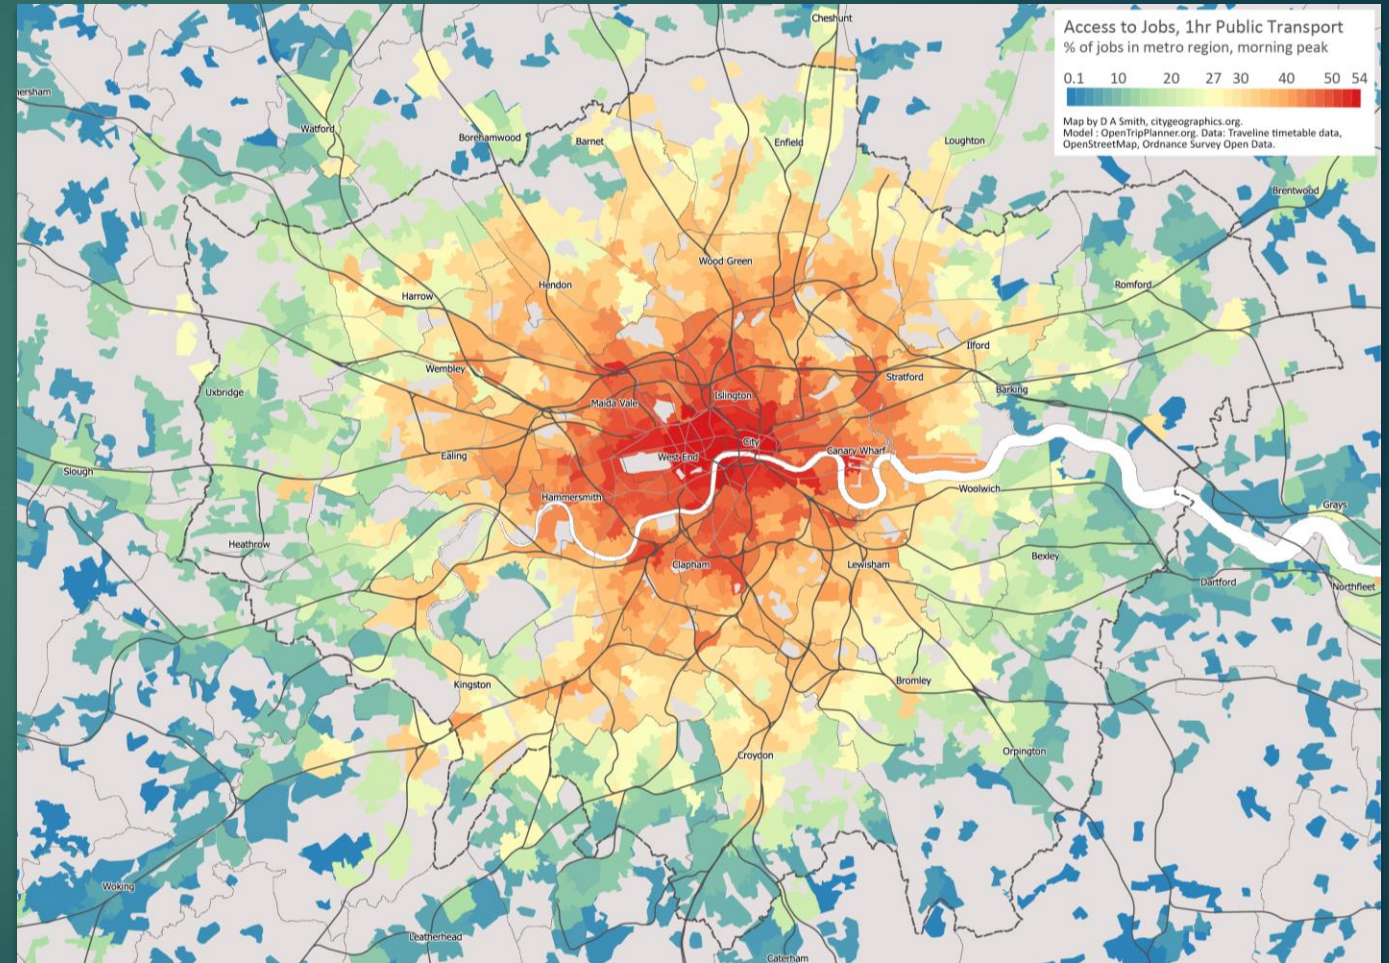 Access to Jobs, 1hr Public Transport
% of jobs in metro region, morning peak
0.1 10 20 27 30 40 50 54
Map by D A Smith, citygeographics.org.
Model : OpenTripPlanner.org. Data: Traveline timetable data,
OpenStreetMap, Ordnance Survey Open Data.
Cheshunt
ersham
Watford
Borehamwood
Barnet
Enfield
Loughton
Brentwood
Wood Green
Hendon
Harrow
Romford
Ilford
Wembley
Stratford
Uxbridge
Maida Vale
Islington
Barking
City
Canary Wharf
Ealing
West End
Slough
Hammersmith
Woolwich
Grays
Heathrow
Clapham
Lewisham
Bexley
Dartford
Northfleet
Kingston
Bromley
Croydon
Orpington
Woking
Leatherhead
Caterham